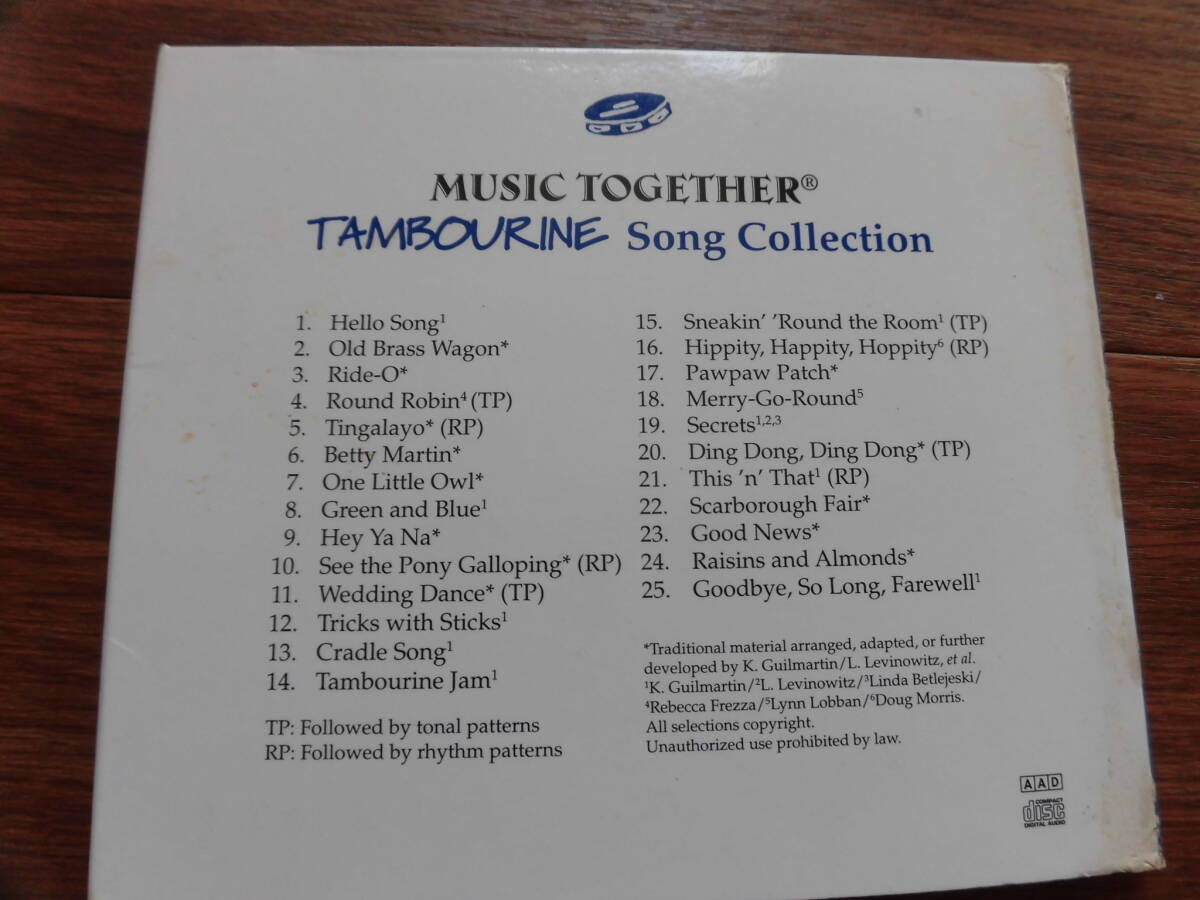 MUSIC TOGETHER®
TAMBOURINE Song Collection
1. Hello Song¹
2. Old Brass Wagon*
3. Ride-O*
4. Round Robin⁴ (TP)
5. Tingalayo* (RP)
6. Betty Martin*
7. One Little Owl*
8. Green and Blue¹
9. Hey Ya Na*
10. See the Pony Galloping* (RP)
11. Wedding Dance* (TP)
12. Tricks with Sticks¹
13. Cradle Song¹
14. Tambourine Jam¹
TP: Followed by tonal patterns
RP: Followed by rhythm patterns
15. Sneakin' 'Round the Room¹ (TP)
16. Hippity, Happity, Hoppity⁶ (RP)
17. Pawpaw Patch*
18. Merry-Go-Round⁵
19. Secrets¹,²,³
20. Ding Dong, Ding Dong* (TP)
21. This 'n' That¹ (RP)
22. Scarborough Fair*
23. Good News*
24. Raisins and Almonds*
25. Goodbye, So Long, Farewell¹
*Traditional material arranged, adapted, or further
developed by K. Guilmartin/L. Levinowitz, et al.
¹K. Guilmartin/²L. Levinowitz/³Linda Betlejeski/
⁴Rebecca Frezza/⁵Lynn Lobban/⁶Doug Morris.
All selections copyright.
Unauthorized use prohibited by law.
AAD
COMPACT
disc
DIGITAL AUDIO